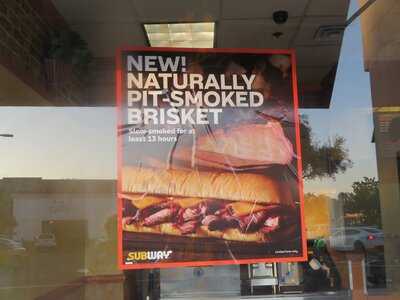 NEW!
NATURALLY
PIT-SMOKED
BRISKET
Slow-smoked for at
least 13 hours
SUBWAY